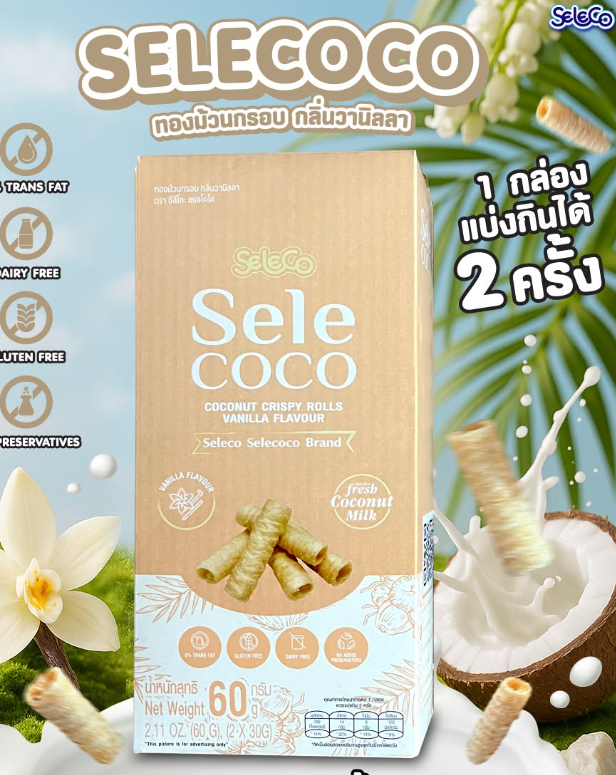 SeleCo
SELECOCO
ทองม้วนกรอบ กลิ่นวานิลลา
1 กล่อง
แบ่งกินได้
2 ครั้ง
TRANS FAT
DAIRY FREE
GLUTEN FREE
PRESERVATIVES
ทองม้วนกรอบ กลิ่นวานิลลา
ตรา ซีลีโกะ เซเลโคโค่
SeleCo
Sele
COCO
COCONUT CRISPY ROLLS
VANILLA FLAVOUR
Seleco Selecoco Brand
VANILLA FLAVOUR
fresh
Coconut
Milk
0% TRANS FAT
GLUTEN FREE
DAIRY FREE
NO ADDED
PRESERVATIVES
น้ำหนักสุทธิ 60 กรัม
Net Weight g
2.11 OZ. (60 G). (2 X 30G)
*This picture is for advertising only*